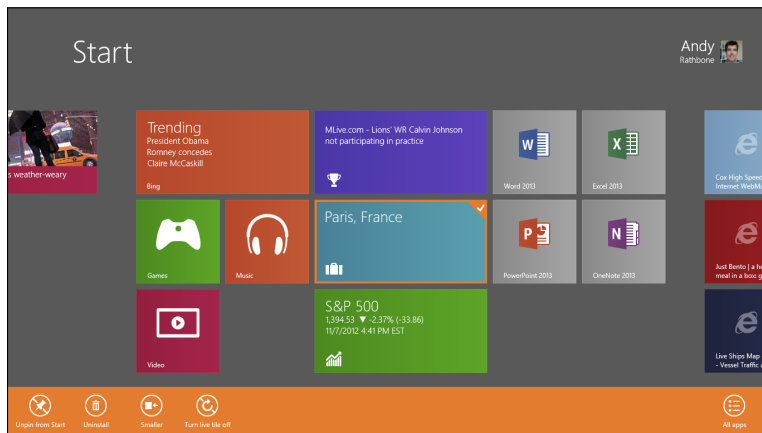 Start
Andy
Rathbone
s weather-weary
Trending
President Obama
Romney concedes
Claire McCaskill
Bing
MLive.com - Lions' WR Calvin Johnson
not participating in practice
Word 2013
Excel 2013
Cox High Speed
Internet WebMa
Games
Music
Paris, France
PowerPoint 2013
OneNote 2013
Just Bento | a he
meal in a box: g
Video
S&P 500
1,394.53 ▼ -2.37% (-33.86)
11/7/2012 4:41 PM EST
Live Ships Map
- Vessel Traffic a
Unpin from Start
Uninstall
Smaller
Turn live tile off
All apps